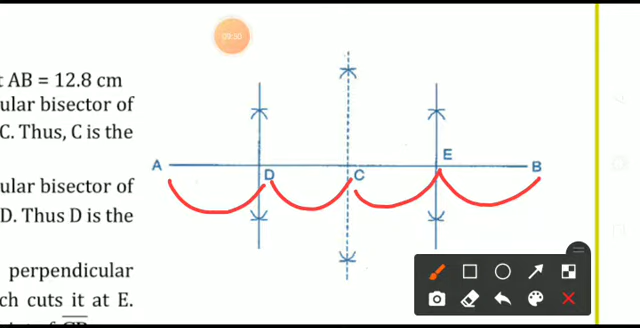 09:50
t AB = 12.8 cm
ular bisector of
C. Thus, C is the
ular bisector of
D. Thus D is the
perpendicular
ch cuts it at E.
A
D
C
E
B